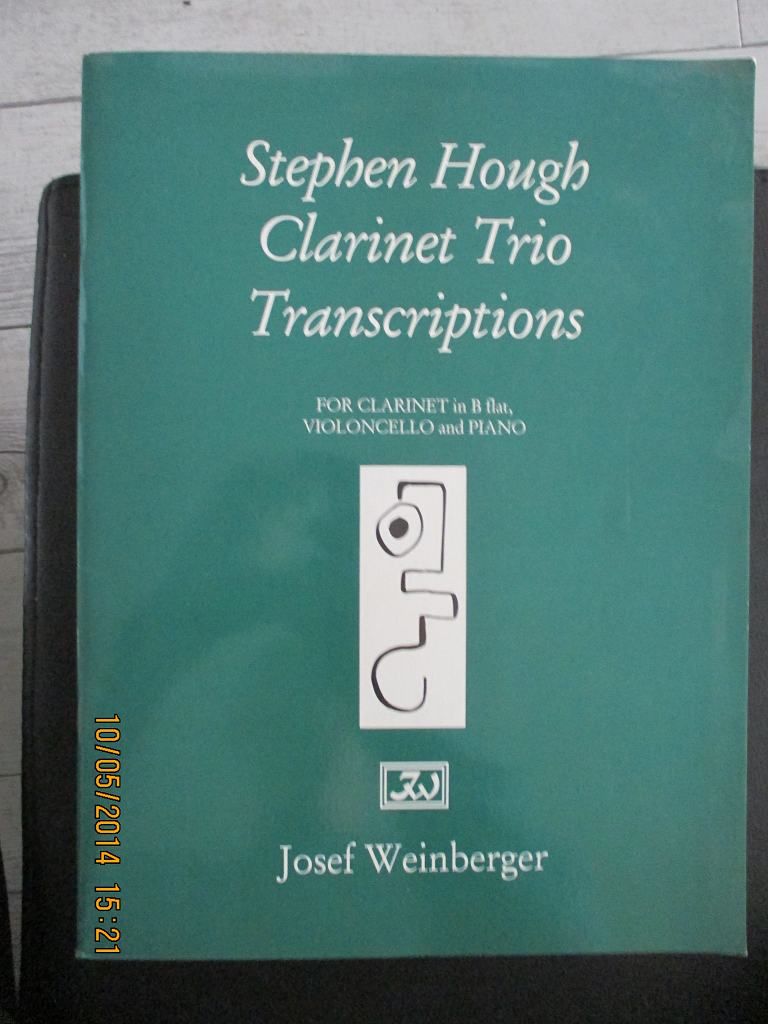 Stephen Hough
Clarinet Trio
Transcriptions
FOR CLARINET in B flat,
VIOLONCELLO and PIANO
JW
Josef Weinberger
10/05/2014 15:21